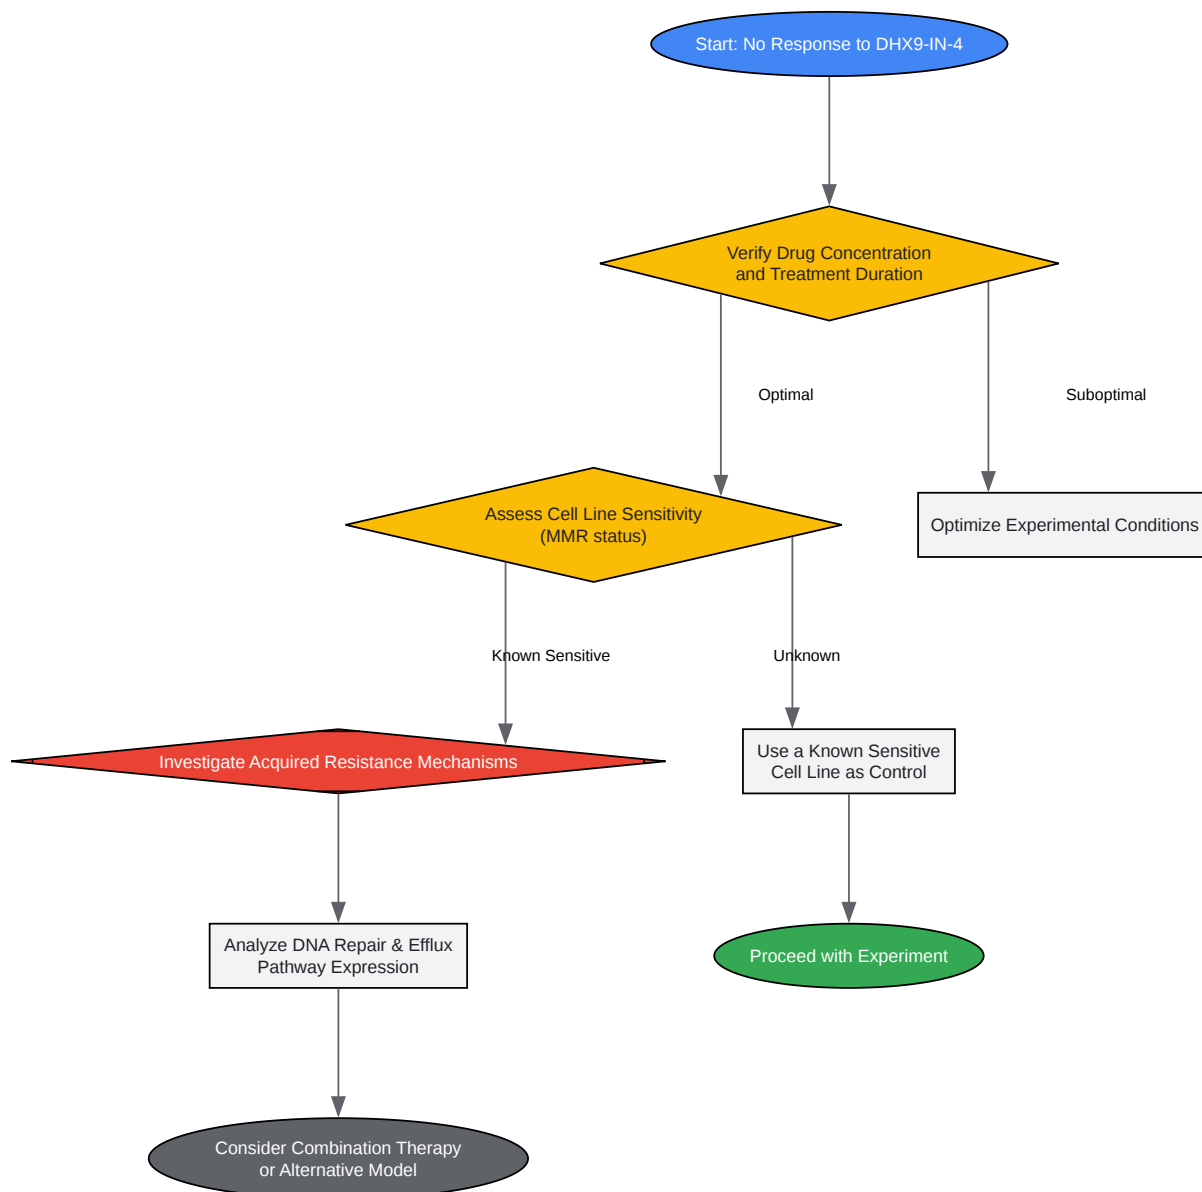 Start: No Response to DHX9-IN-4
Verify Drug Concentration
and Treatment Duration
Optimal
Suboptimal
Assess Cell Line Sensitivity
(MMR status)
Optimize Experimental Conditions
Known Sensitive
Unknown
Investigate Acquired Resistance Mechanisms
Use a Known Sensitive
Cell Line as Control
Analyze DNA Repair & Efflux
Pathway Expression
Proceed with Experiment
Consider Combination Therapy
or Alternative Model